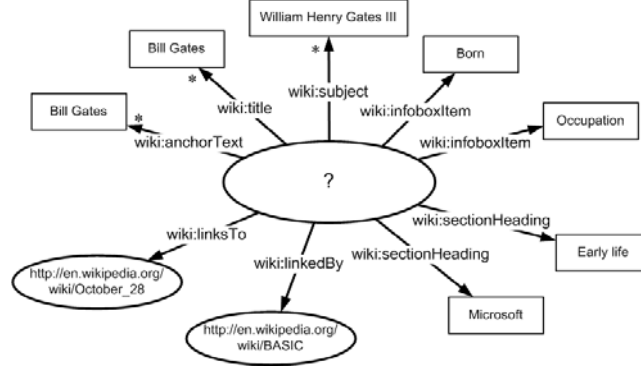 William Henry Gates III
Bill Gates
*
Born
*
wiki:title
wiki:subject
wiki:infoboxItem
Bill Gates
*
wiki:anchorText
wiki:infoboxItem
Occupation
?
wiki:linksTo
wiki:sectionHeading
wiki:linkedBy
wiki:sectionHeading
Early life
http://en.wikipedia.org/
wiki/October_28
http://en.wikipedia.org/
wiki/BASIC
Microsoft